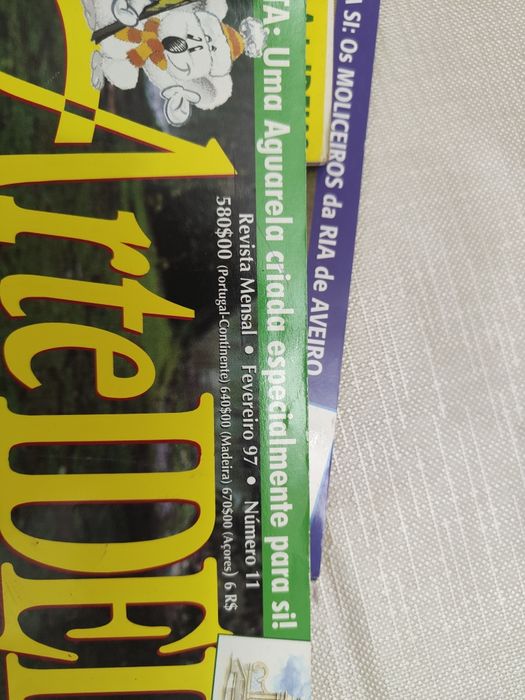 A SI: Os MOLICEIROS da RIA de AVEIRO
TA: Uma Aguarela criada especialmente para si!
Revista Mensal • Fevereiro 97 • Número 11
580$00 (Portugal-Continente) 640$00 (Madeira) 670$00 (Açores) 6 R$
ArteIDEI